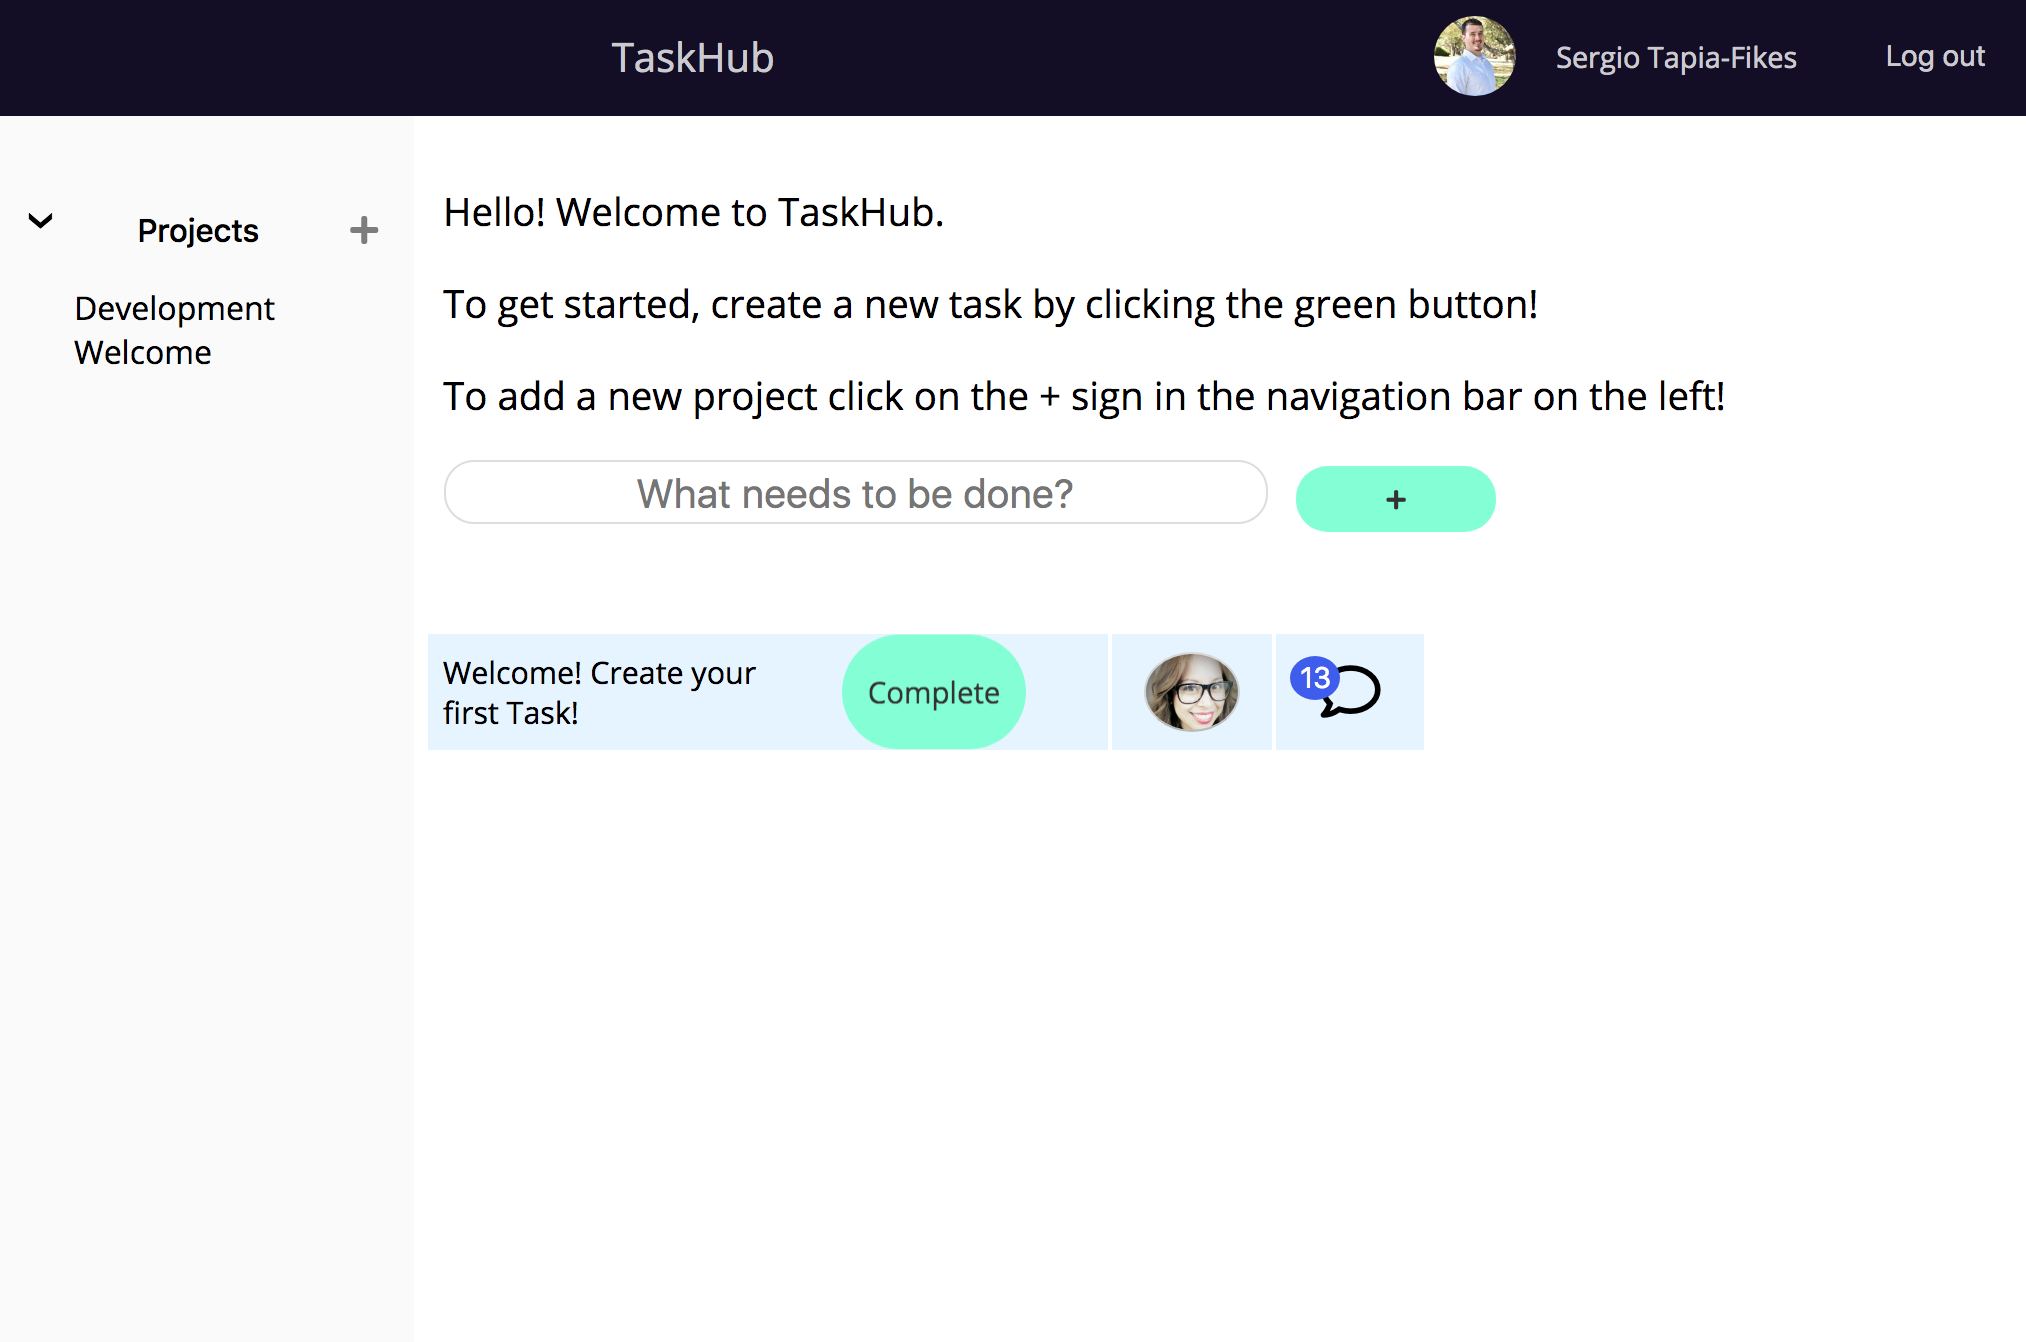 TaskHub
Sergio Tapia-Fikes
Log out
Projects
+
Development
Welcome
Hello! Welcome to TaskHub.
To get started, create a new task by clicking the green button!
To add a new project click on the + sign in the navigation bar on the left!
What needs to be done?
+
Welcome! Create your
first Task!
Complete
13